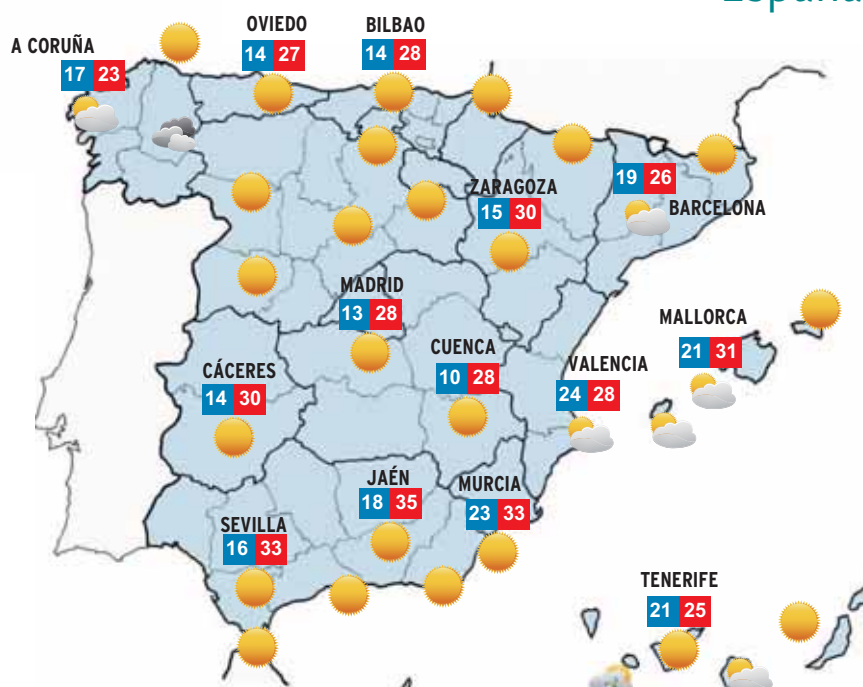 España
OVIEDO
14 27
BILBAO
14 28
A CORUÑA
17 23
ZARAGOZA
15 30
19 26
BARCELONA
MADRID
13 28
MALLORCA
21 31
CUENCA
10 28
VALENCIA
24 28
CÁCERES
14 30
JAÉN
18 35
MURCIA
23 33
SEVILLA
16 33
TENERIFE
21 25